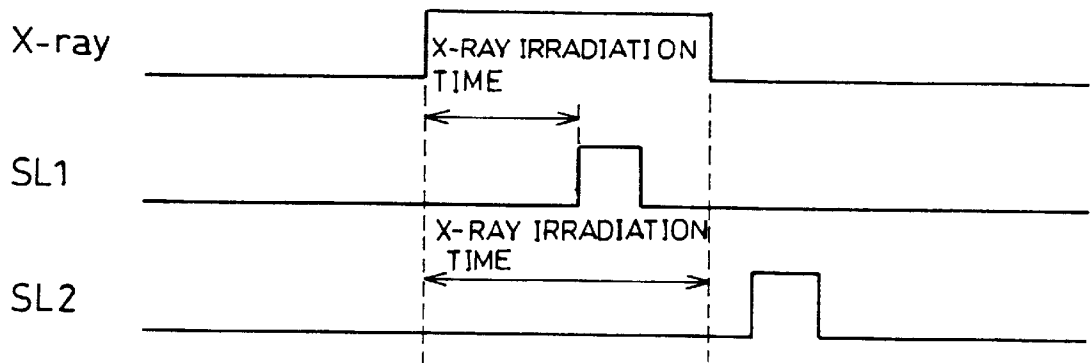 X-ray
X-RAY IRRADIATION
TIME
SL1
X-RAY IRRADIATION
TIME
SL2